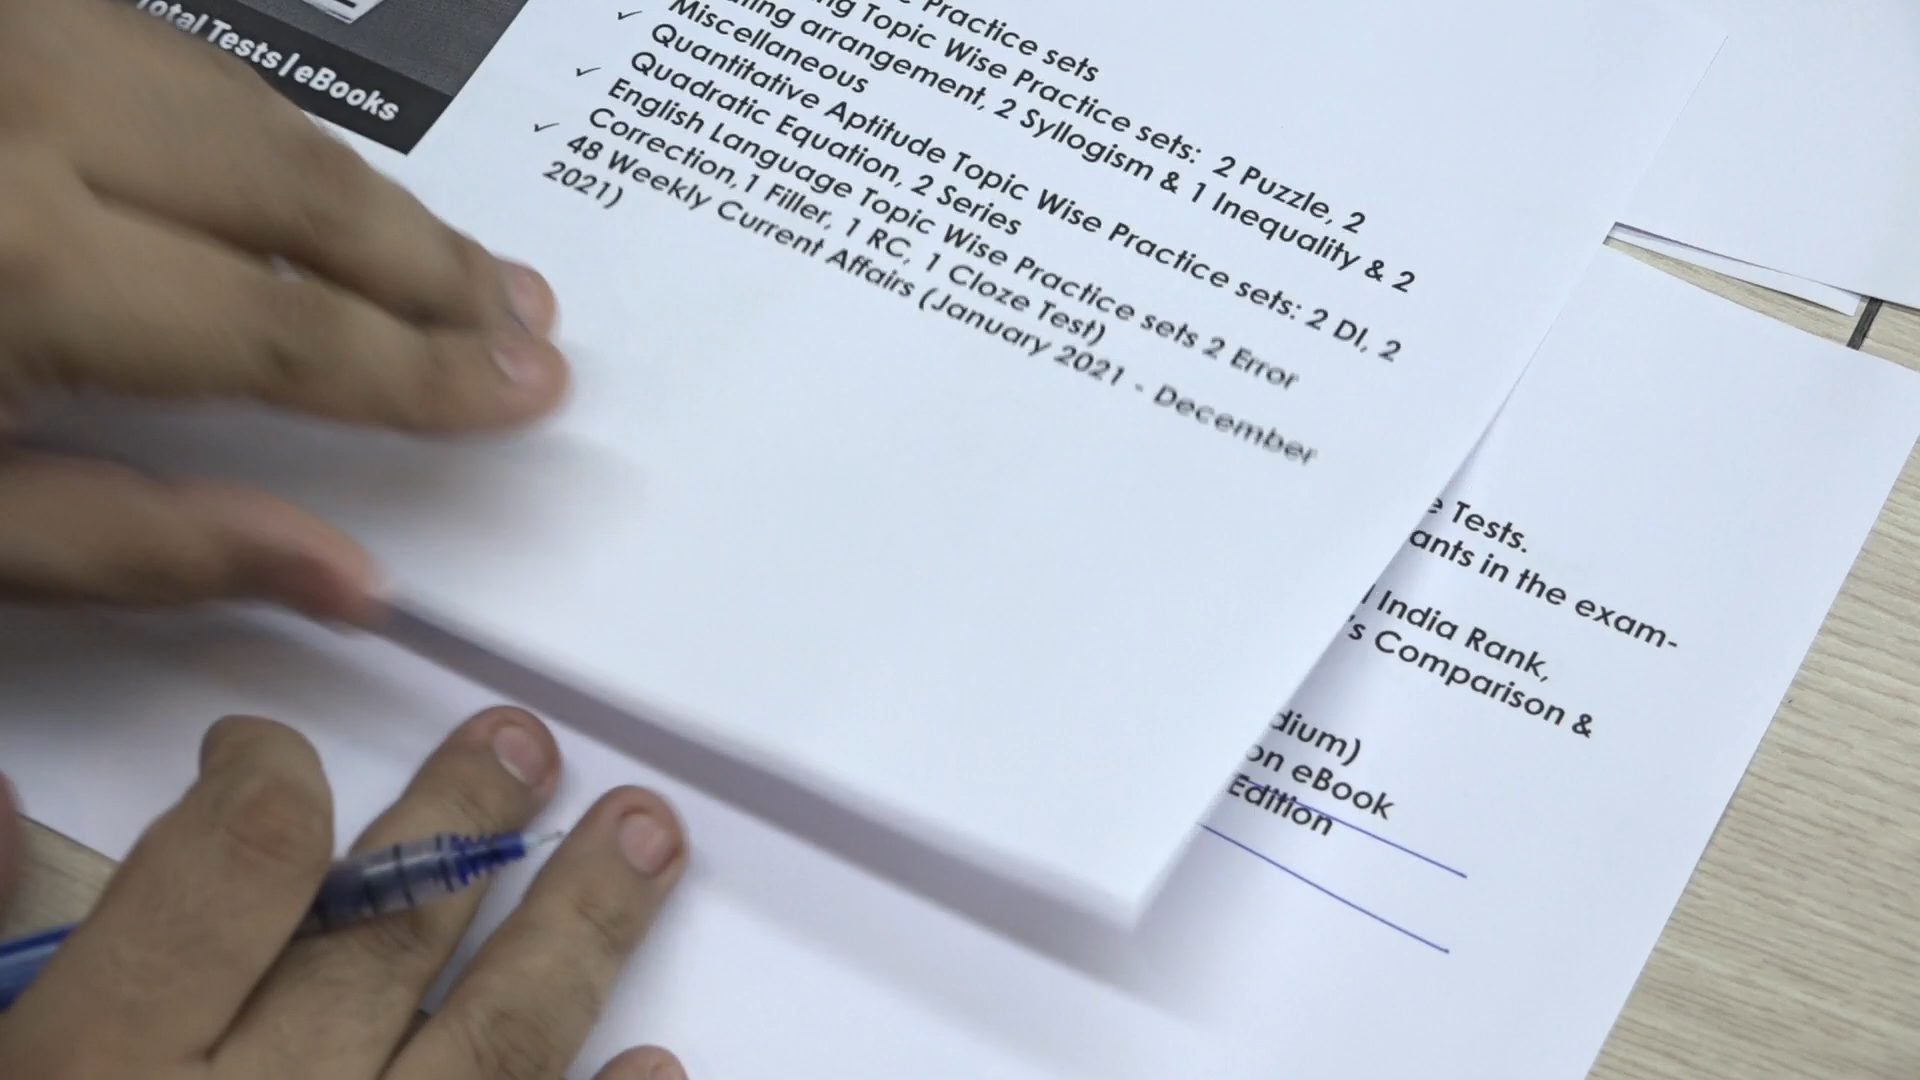 Total Tests | eBooks
Practice sets
Topic Wise Practice sets: 2 Puzzle, 2
arrangement, 2 Syllogism & 1 Inequality & 2
Miscellaneous
Quantitative Aptitude Topic Wise Practice sets: 2 DI, 2
Quadratic Equation, 2 Series
English Language Topic Wise Practice sets 2 Error
Correction, 1 Filler, 1 RC, 1 Cloze Test)
48 Weekly Current Affairs (January 2021 - December
2021)
Tests.
in the exam-
India Rank,
's Comparison &
eBook
Edition